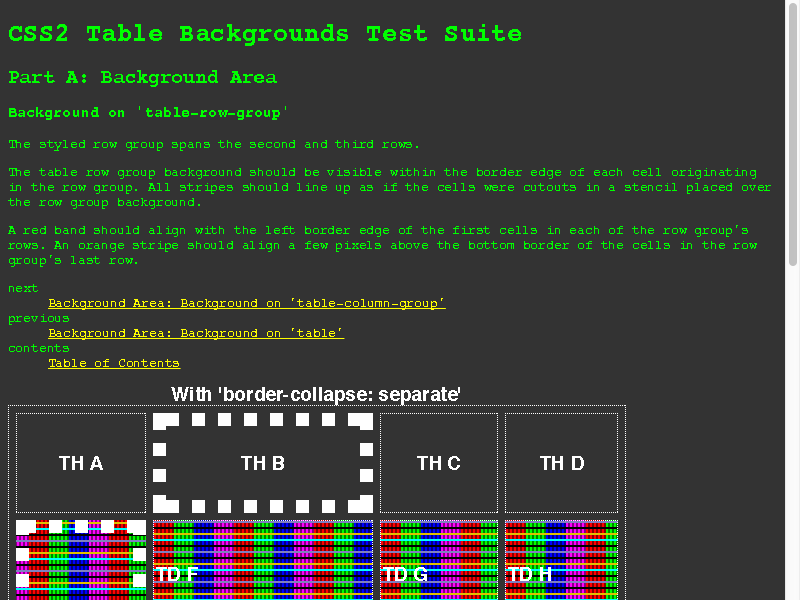 CSS2 Table Backgrounds Test Suite
Part A: Background Area
Background on 'table-row-group'
The styled row group spans the second and third rows.
The table row group background should be visible within the border edge of each cell originating
in the row group. All stripes should line up as if the cells were cutouts in a stencil placed over
the row group background.
A red band should align with the left border edge of the first cells in each of the row group's
rows. An orange stripe should align a few pixels above the bottom border of the cells in the row
group's last row.
next
Background Area: Background on 'table-column-group'
previous
Background Area: Background on 'table'
contents
Table of Contents
With 'border-collapse: separate'
TH A TH B TH C TH D
TD F TD G TD H